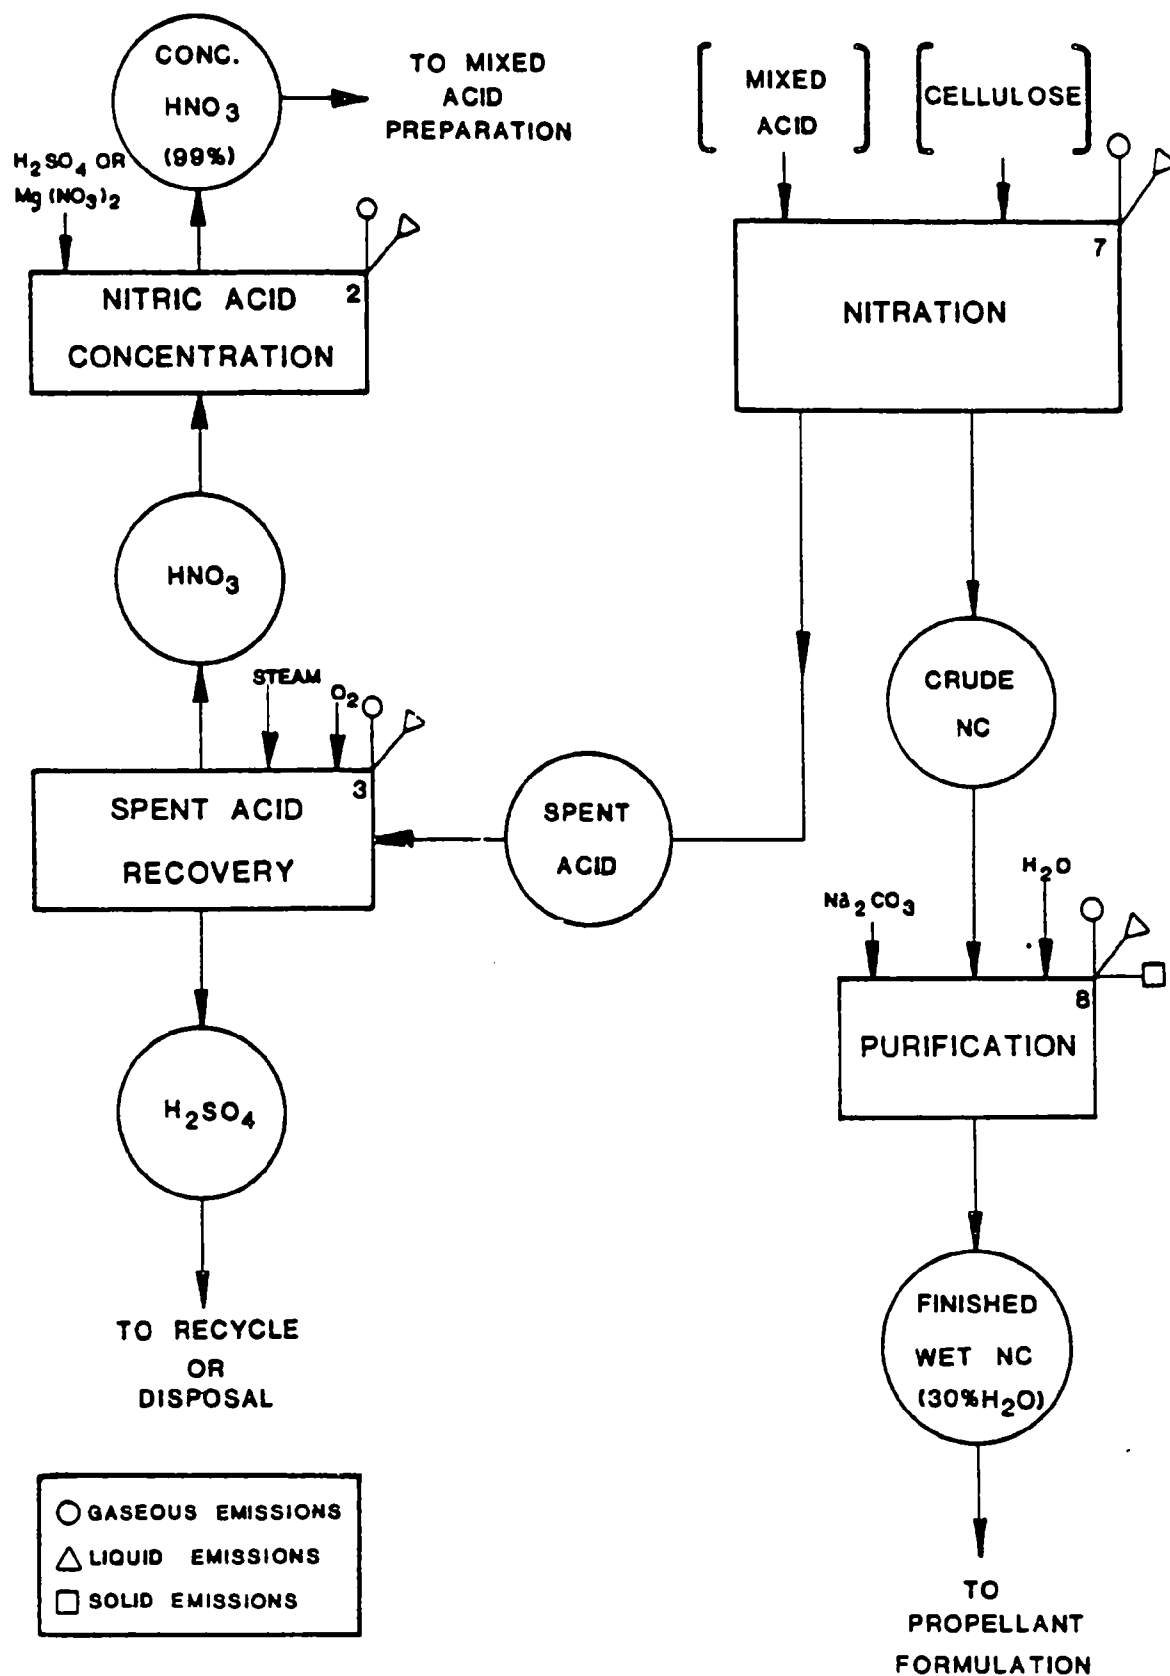 CONC.
HNO3
(99%)
TO MIXED
ACID
PREPARATION
H2SO4 OR
Mg(NO3)2
2
NITRIC ACID
CONCENTRATION
HNO3
STEAM
O2
3
SPENT ACID
RECOVERY
SPENT
ACID
H2SO4
TO RECYCLE
OR
DISPOSAL
MIXED
ACID
CELLULOSE
7
NITRATION
CRUDE
NC
Na2CO3
H2O
8
PURIFICATION
FINISHED
WET NC
(30%H2O)
TO
PROPELLANT
FORMULATION
GASEOUS EMISSIONS
LIQUID EMISSIONS
SOLID EMISSIONS